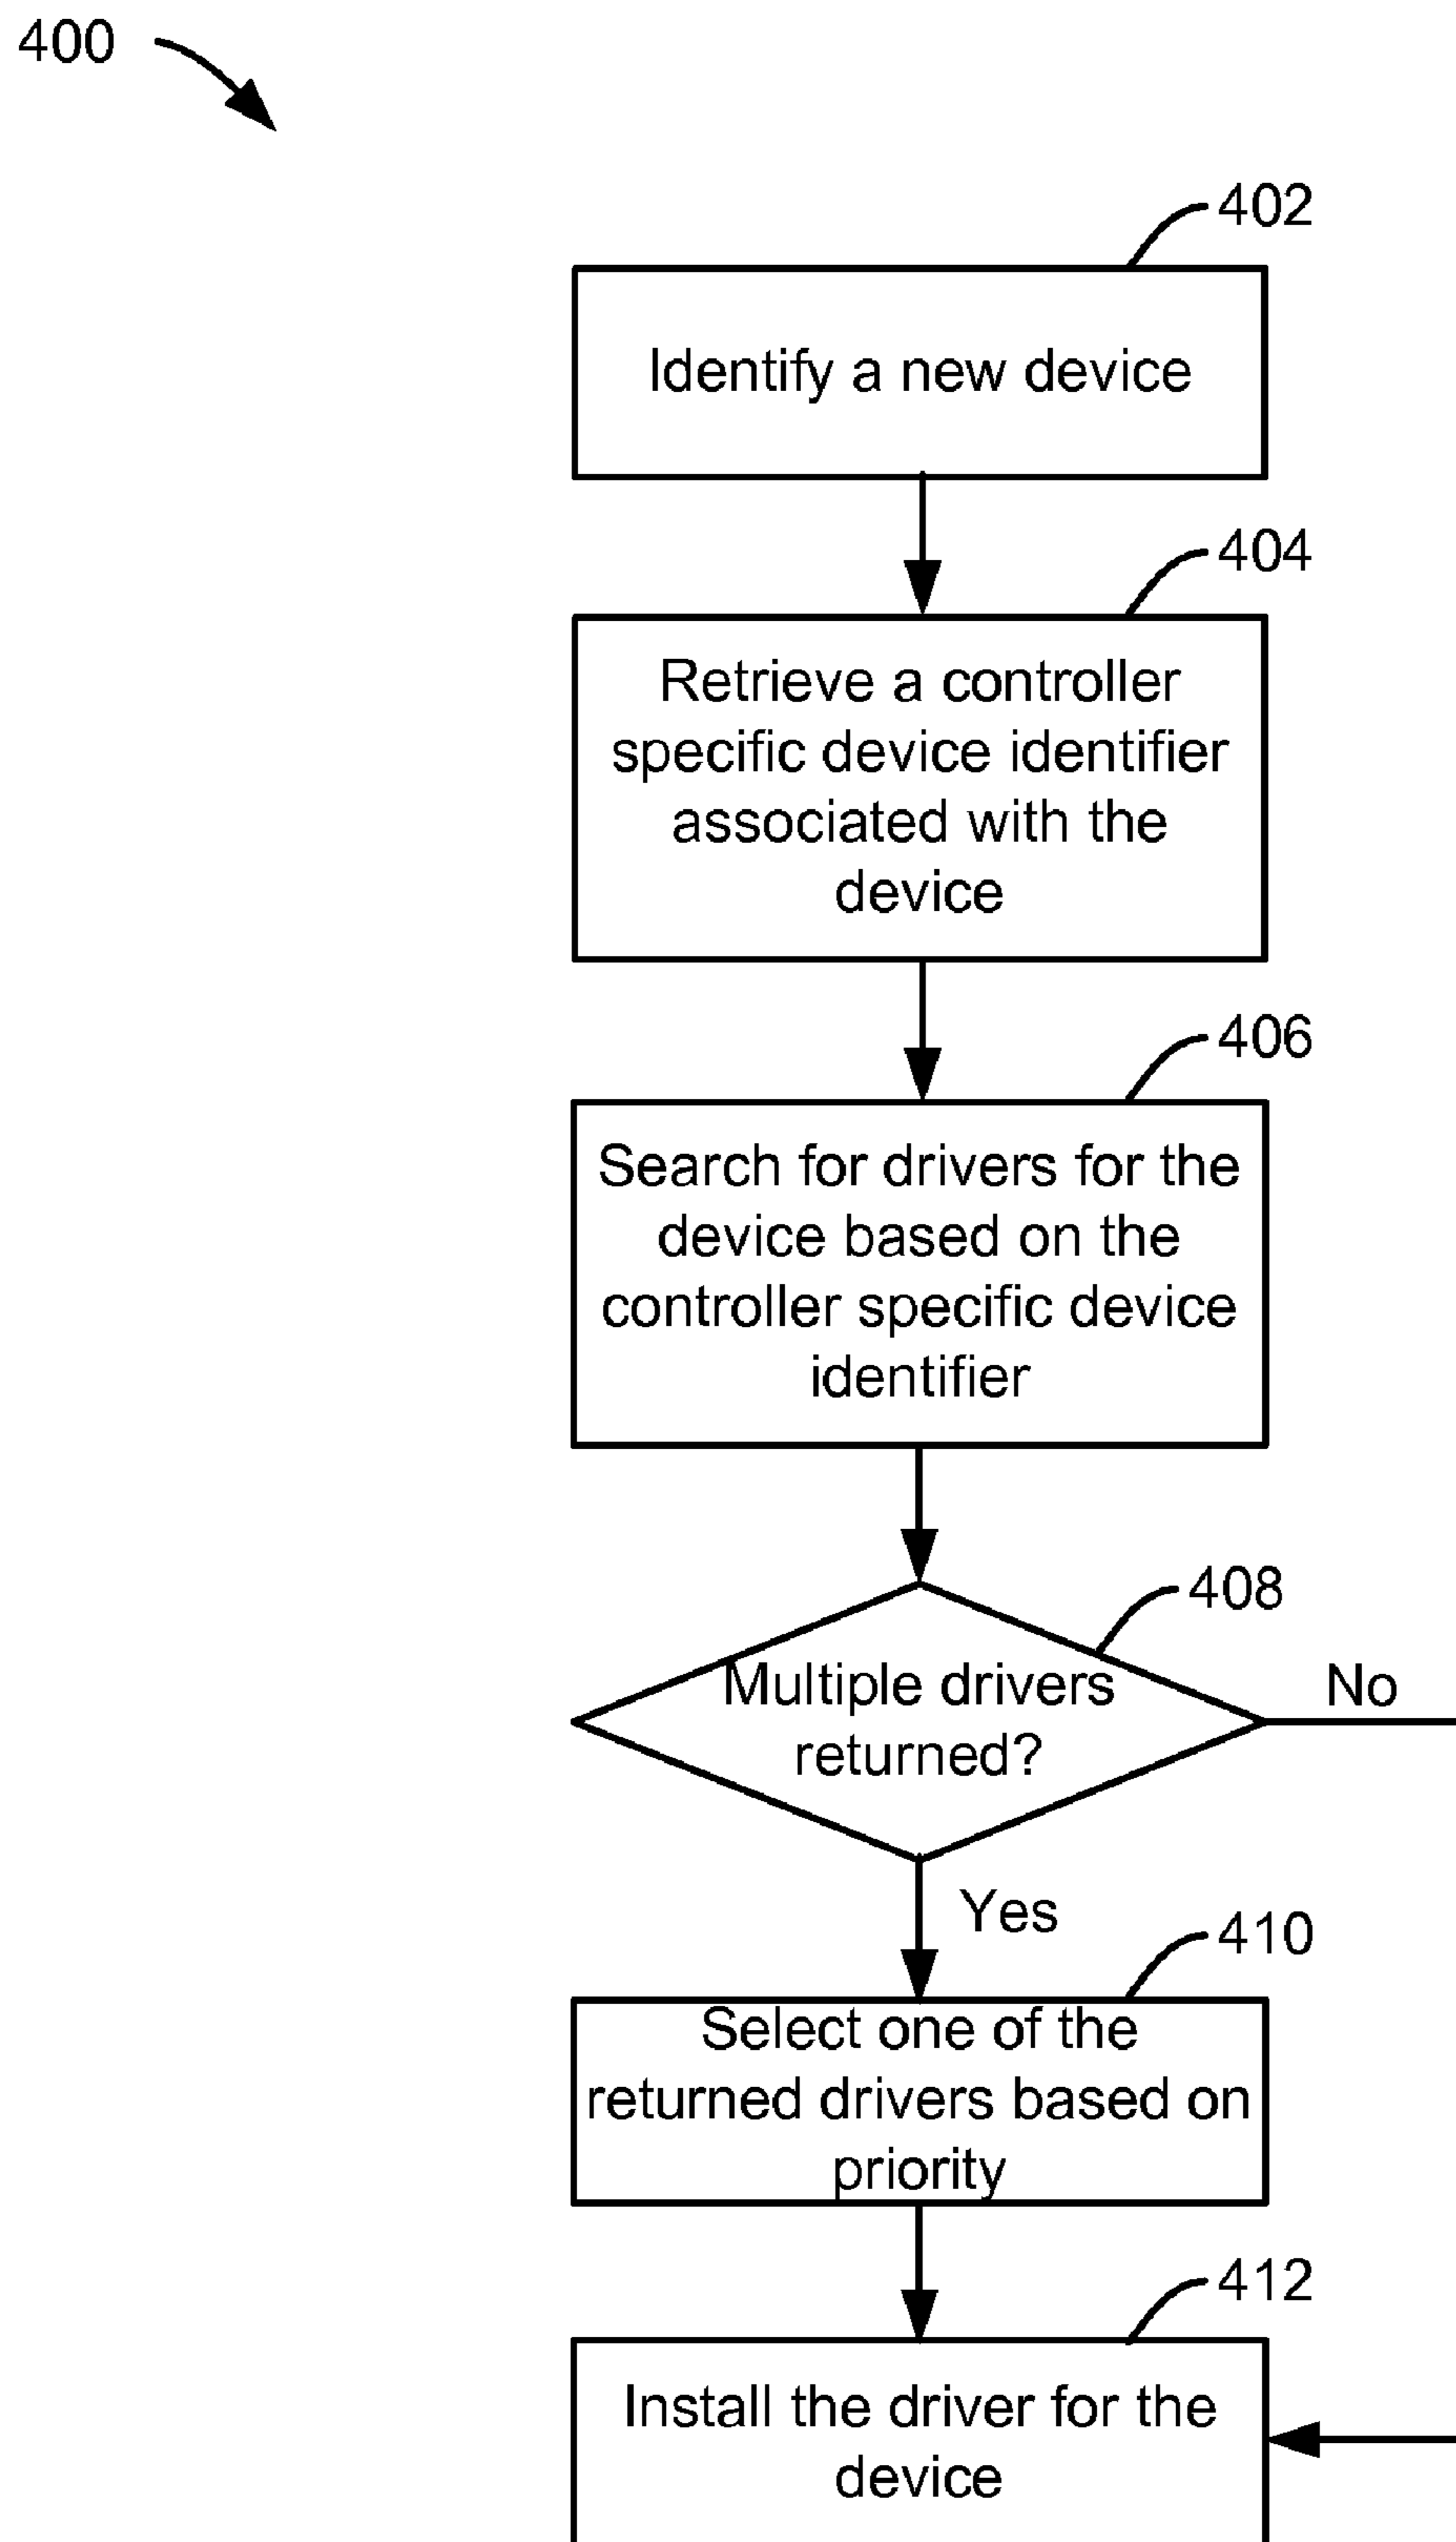 400
402
Identify a new device
404
Retrieve a controller
specific device identifier
associated with the
device
406
Search for drivers for the
device based on the
controller specific device
identifier
408
Multiple drivers
returned?
No
Yes
410
Select one of the
returned drivers based on
priority
412
Install the driver for the
device